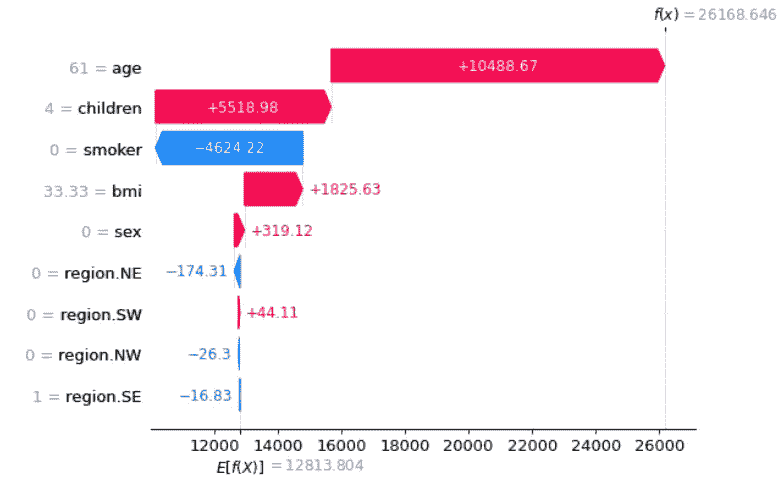 f(x) = 26168.646
61 = age +10488.67
4 = children +5518.98
0 = smoker −4624.22
33.33 = bmi +1825.63
0 = sex +319.12
0 = region.NE −174.31
0 = region.SW +44.11
0 = region.NW −26.3
1 = region.SE −16.83
12000 14000 16000 18000 20000 22000 24000 26000
E[f(X)] = 12813.804